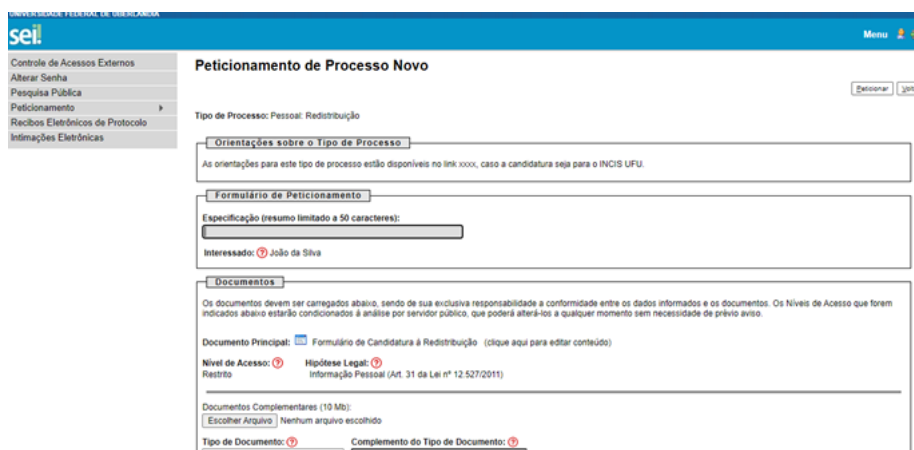 UNIVERSIDADE FEDERAL DE UBERLÂNDIA
sei!
Menu
Controle de Acessos Externos
Alterar Senha
Pesquisa Pública
Peticionamento
Recibos Eletrônicos de Protocolo
Intimações Eletrônicas
Peticionamento de Processo Novo
Peticionar
Tipo de Processo: Pessoal: Redistribuição
Orientações sobre o Tipo de Processo
As orientações para este tipo de processo estão disponíveis no link xxxx, caso a candidatura seja para o INCIS UFU.
Formulário de Peticionamento
Especificação (resumo limitado a 50 caracteres):
Interessado: ? João da Silva
Documentos
Os documentos devem ser carregados abaixo, sendo de sua exclusiva responsabilidade a conformidade entre os dados informados e os documentos. Os Níveis de Acesso que forem
indicados abaixo estarão condicionados à análise por servidor público, que poderá alterá-los a qualquer momento sem necessidade de prévio aviso.
Documento Principal: Formulário de Candidatura à Redistribuição (clique aqui para editar conteúdo)
Nível de Acesso: ? Hipótese Legal: ?
Restrito Informação Pessoal (Art. 31 da Lei nº 12.527/2011)
Documentos Complementares (10 Mb):
Escolher Arquivo Nenhum arquivo escolhido
Tipo de Documento: ? Complemento do Tipo de Documento: ?